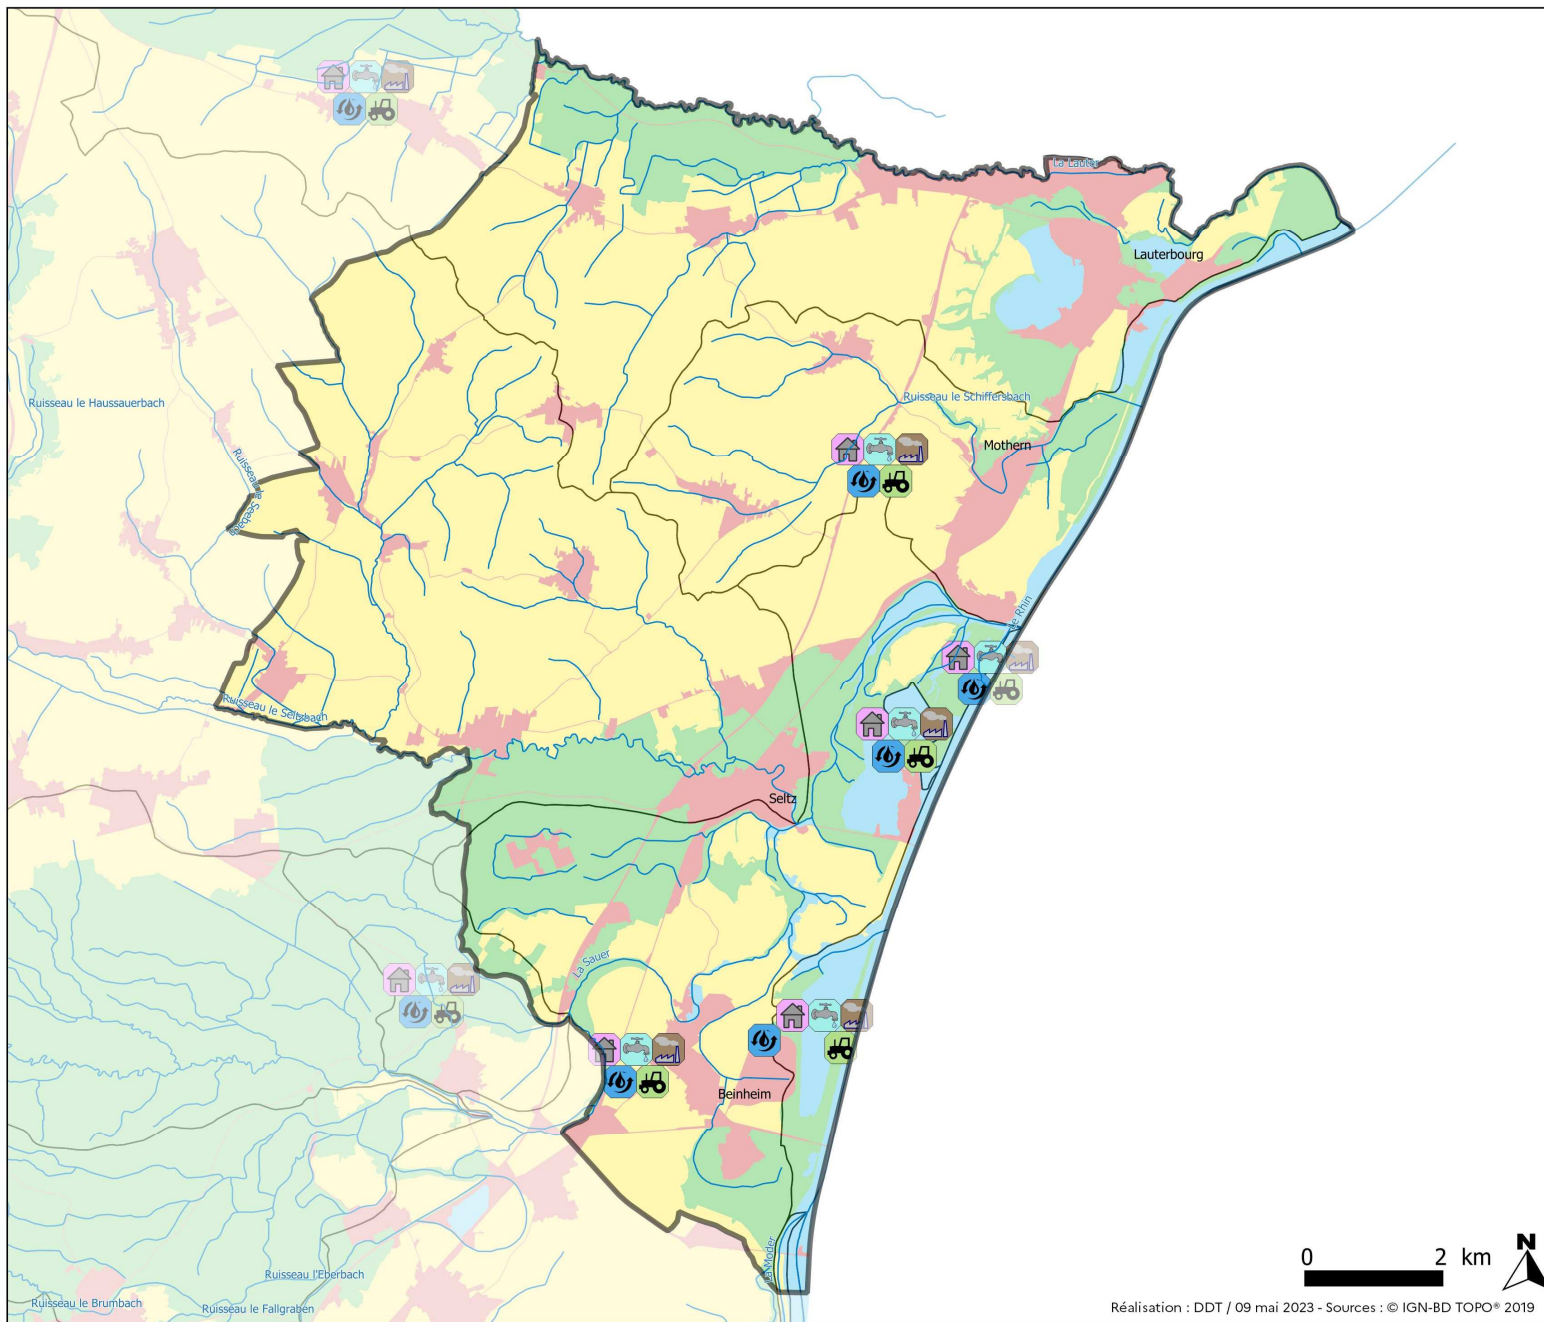 La Lauter
Lauterbourg
Ruisseau le Haussauerbach
Ruisseau le Schiffersbach
Mothern
Ruisseau le Seebach
Le Rhin
Ruisseau le Seltzbach
Seltz
La Sauer
Beinheim
La Moder
Ruisseau l'Eberbach
Ruisseau le Brumbach
Ruisseau le Fallgraben
0 2 km
N
Réalisation : DDT / 09 mai 2023 - Sources : © IGN-BD TOPO® 2019